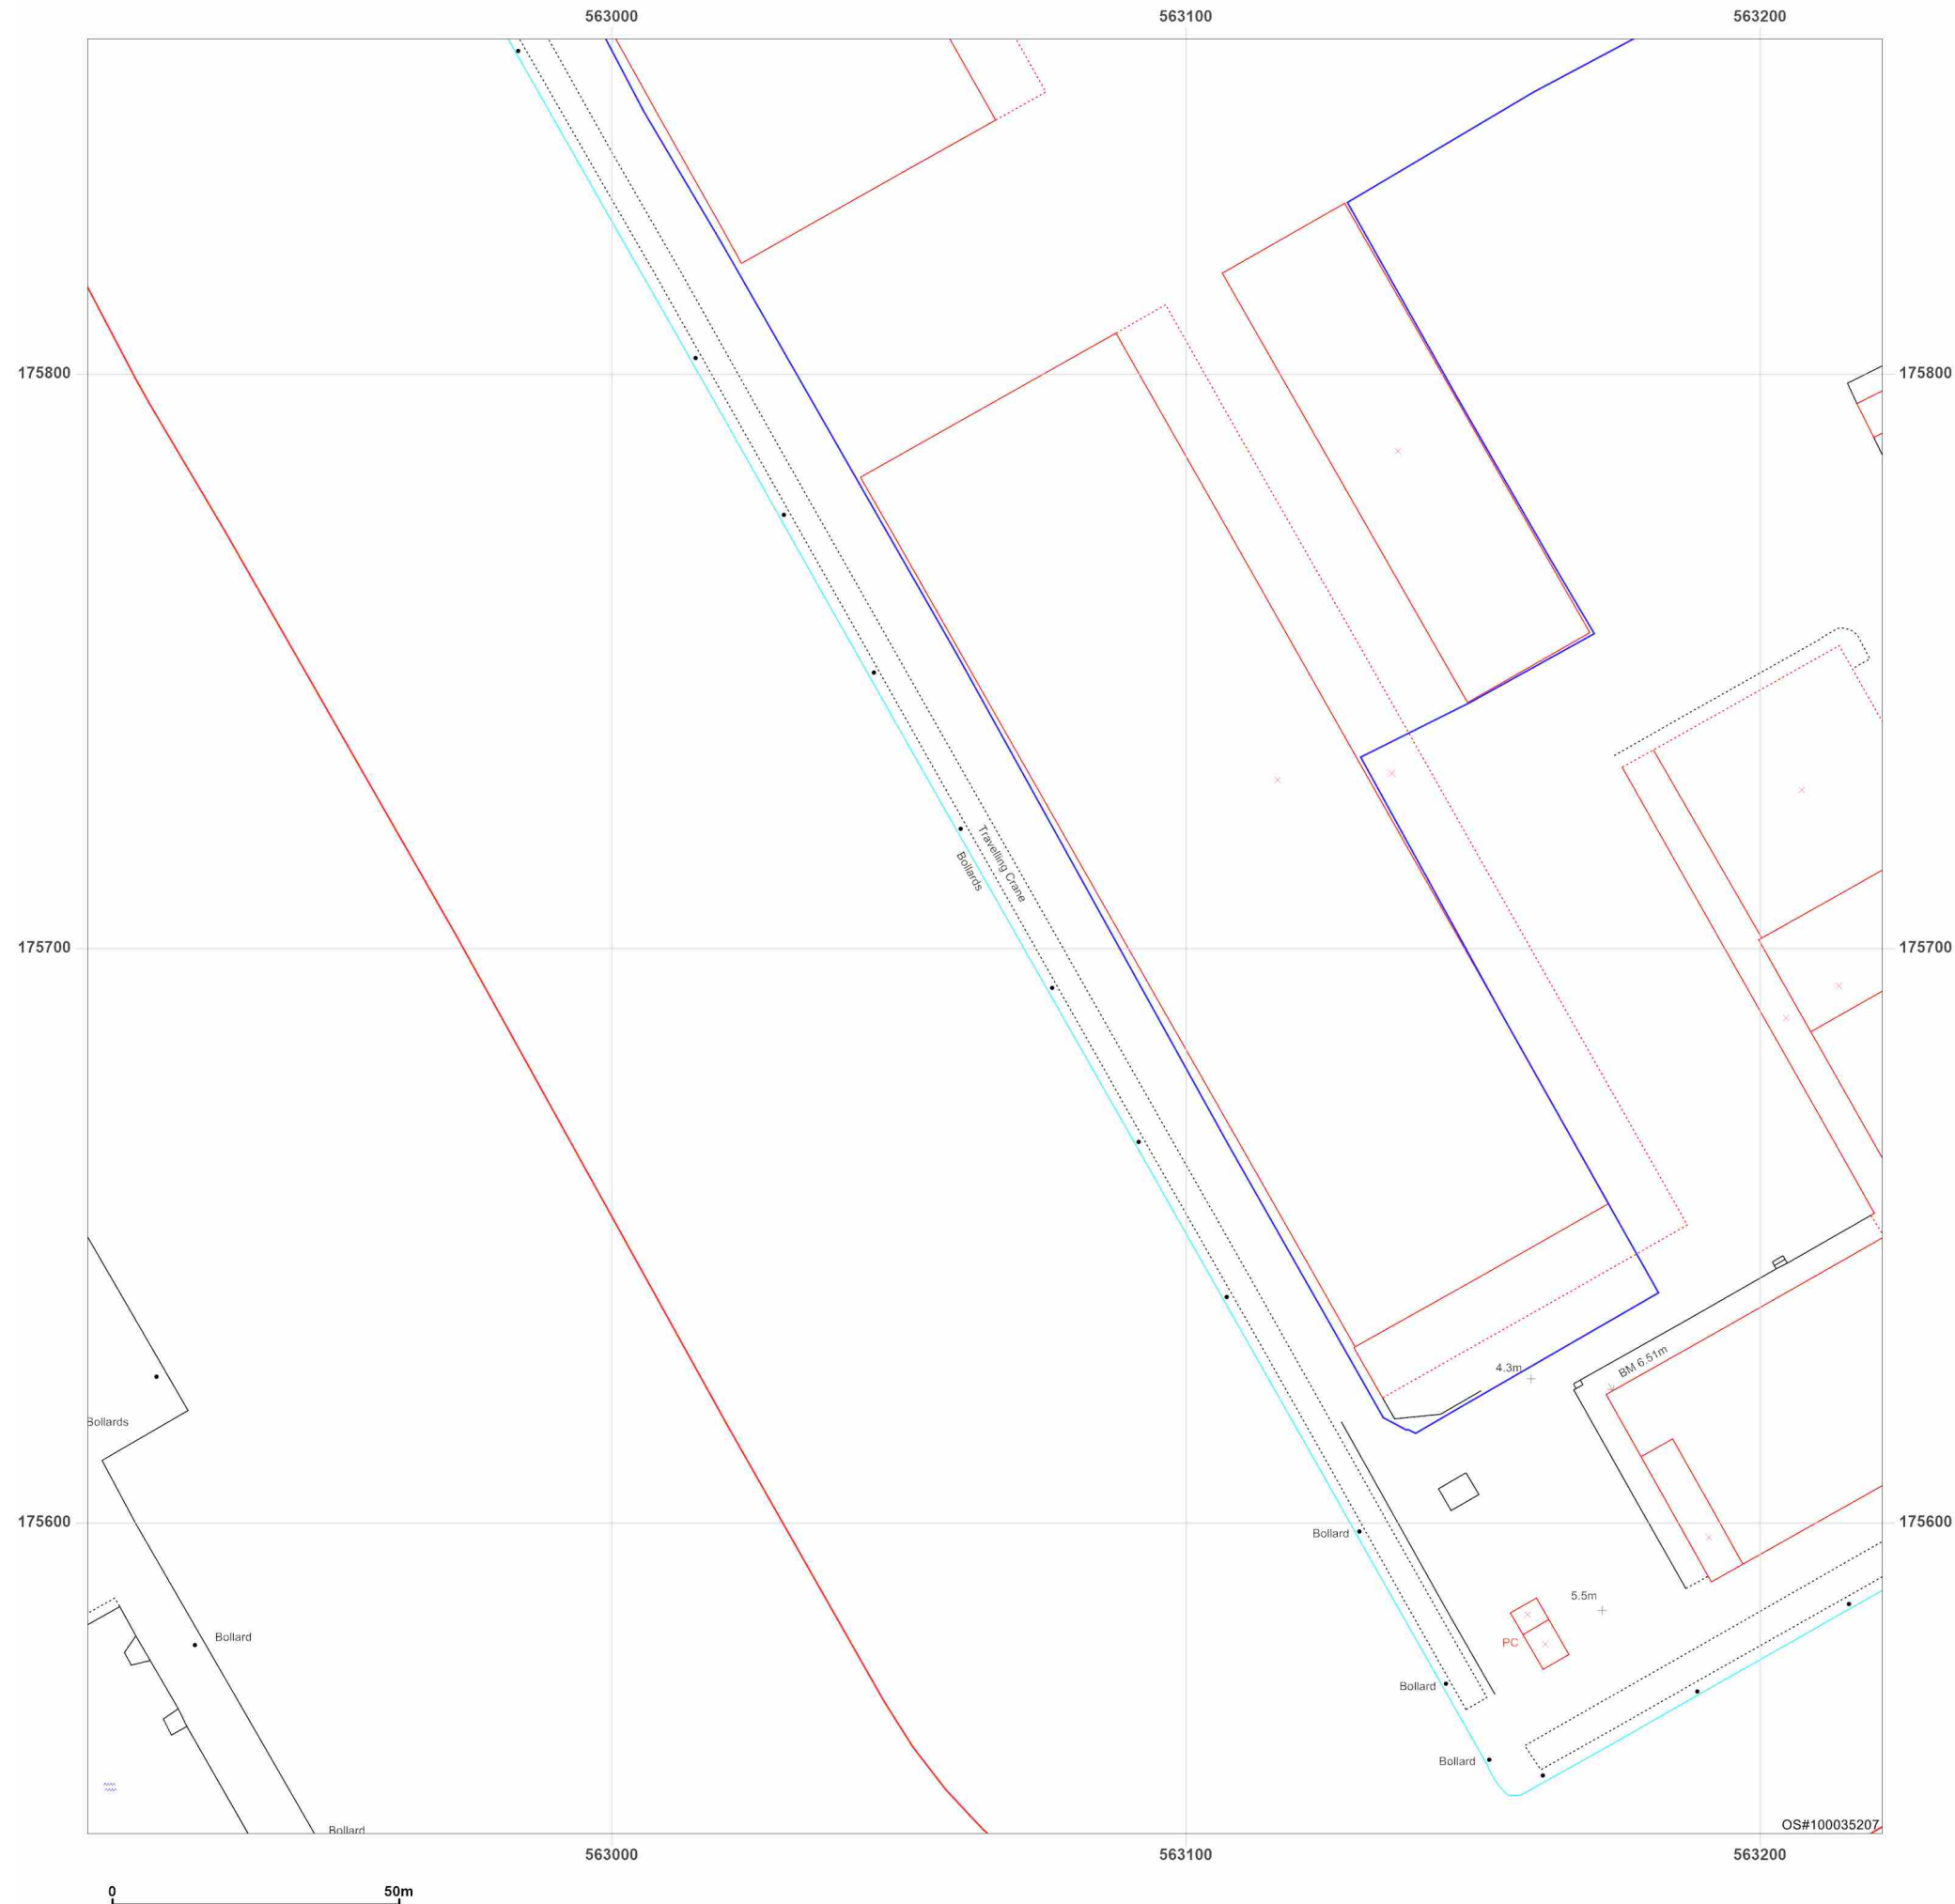 563000 563100 563200
175800 175800
Travelling Crane
Bollards
175700 175700
4.3m
BM 6.51m
Bollards
175600 175600
Bollard
5.5m
Bollard
PC
Bollard
Bollard
Bollard
OS#100035207
563000 563100 563200
0 50m